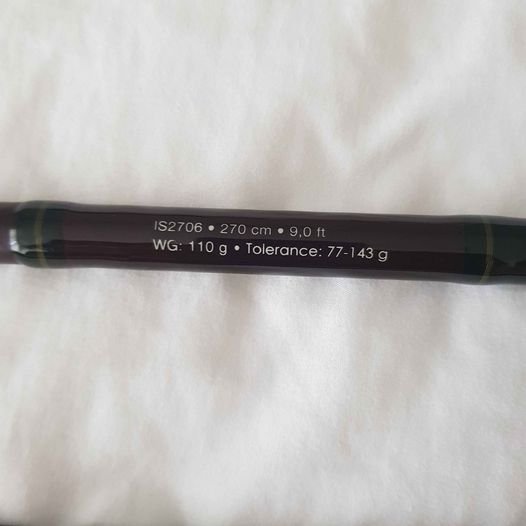 IS2706 • 270 cm • 9,0 ft
WG: 110 g • Tolerance: 77-143 g